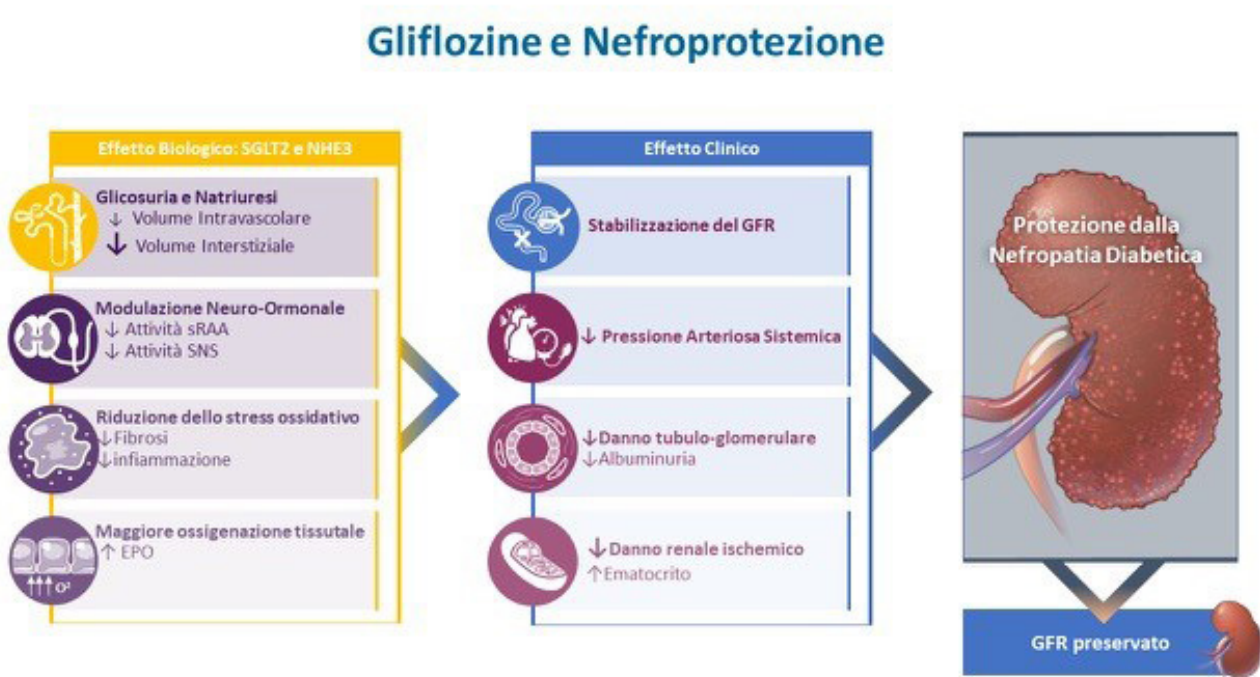 Gliflozine e Nefroprotezione
Effetto Biologico: SGLT2 e NHE3
Glicosuria e Natriuresi
↓ Volume Intravascolare
↓ Volume Interstiziale
Modulazione Neuro-Ormonale
↓ Attività sRAA
↓ Attività SNS
Riduzione dello stress ossidativo
↓Fibrosi
↓infiammazione
Maggiore ossigenazione tissutale
↑ EPO
↑↑↑ O²
Effetto Clinico
Stabilizzazione del GFR
↓ Pressione Arteriosa Sistemica
↓Danno tubulo-glomerulare
↓Albuminuria
↓ Danno renale ischemico
↑Ematocrito
Protezione dalla
Nefropatia Diabetica
GFR preservato